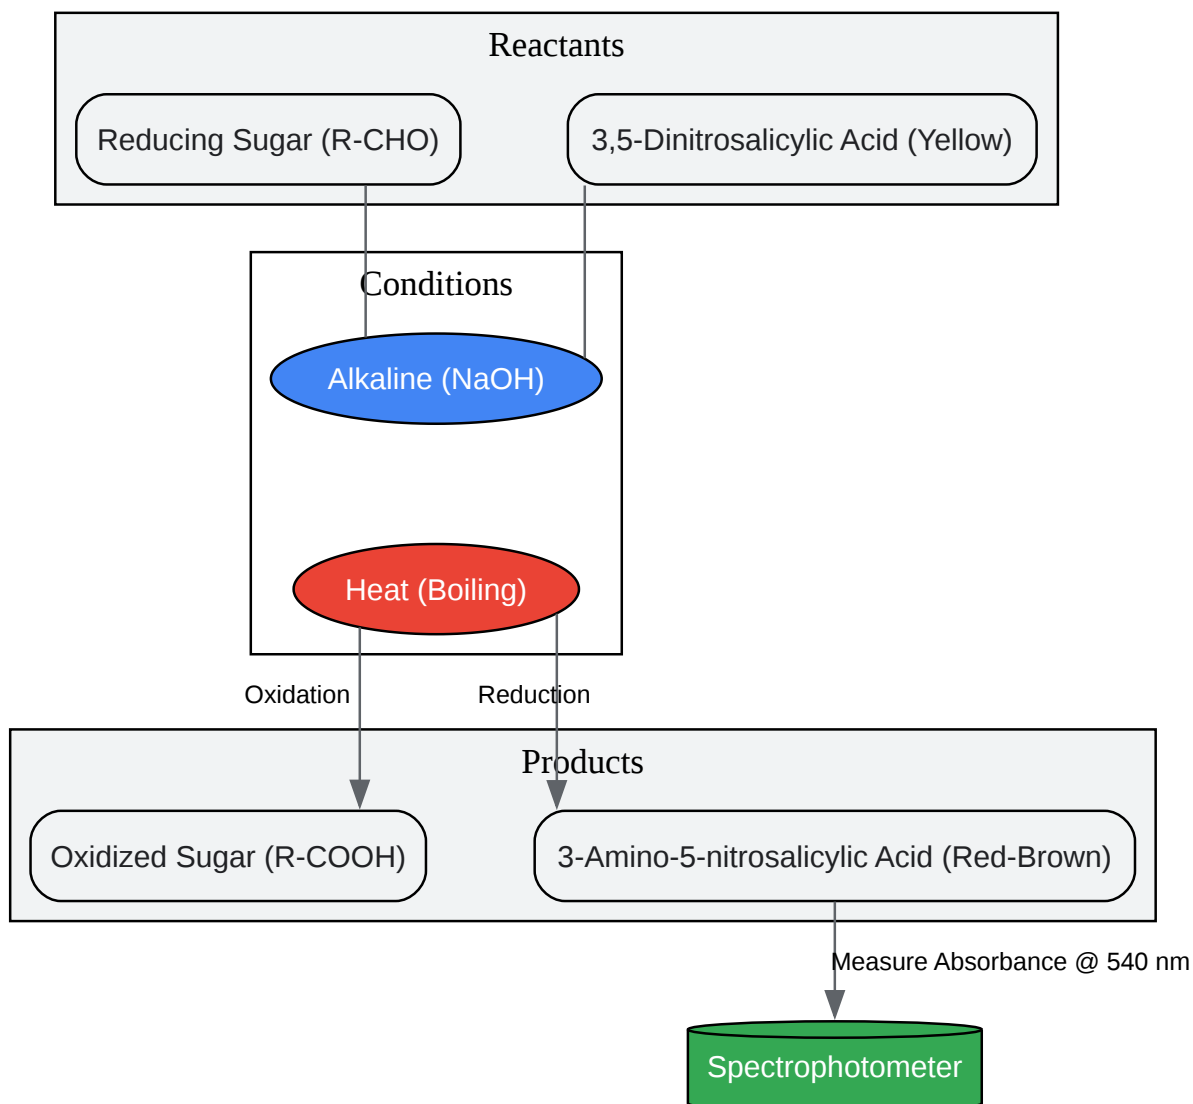 Reactants
Reducing Sugar (R-CHO)
3,5-Dinitrosalicylic Acid (Yellow)
Conditions
Alkaline (NaOH)
Heat (Boiling)
Oxidation
Reduction
Products
Oxidized Sugar (R-COOH)
3-Amino-5-nitrosalicylic Acid (Red-Brown)
Measure Absorbance @ 540 nm
Spectrophotometer